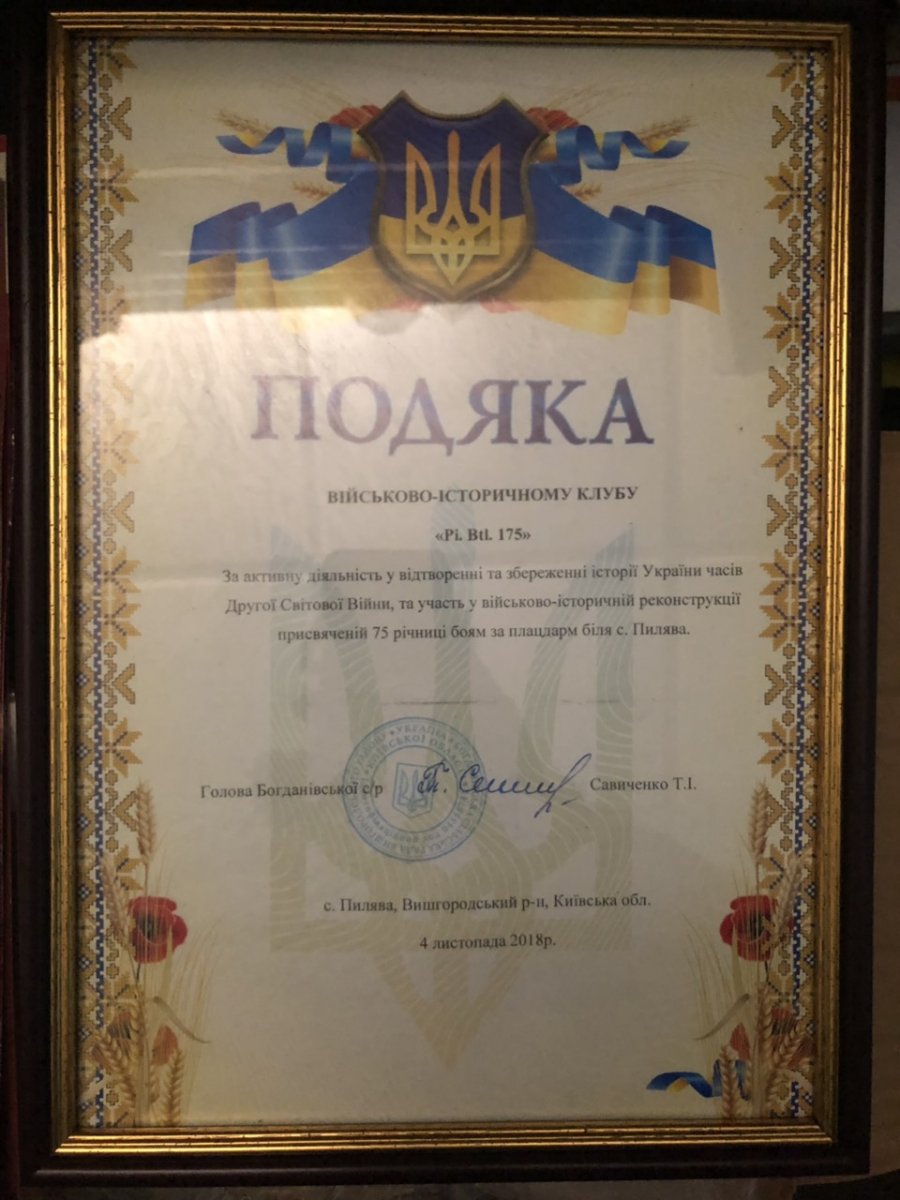 ПОДЯКА
ВІЙСЬКОВО-ІСТОРИЧНОМУ КЛУБУ
«Pi. Btl. 175»
За активну діяльність у відтворенні та збереженні історії України часів
Другої Світової Війни, та участь у військово-історичній реконструкції
присвяченій 75 річниці боям за плацдарм біля с. Пилява.
Голова Богданівської с/р
Савиченко Т.І.
с. Пилява, Вишгородський р-н, Київська обл.
4 листопада 2018р.